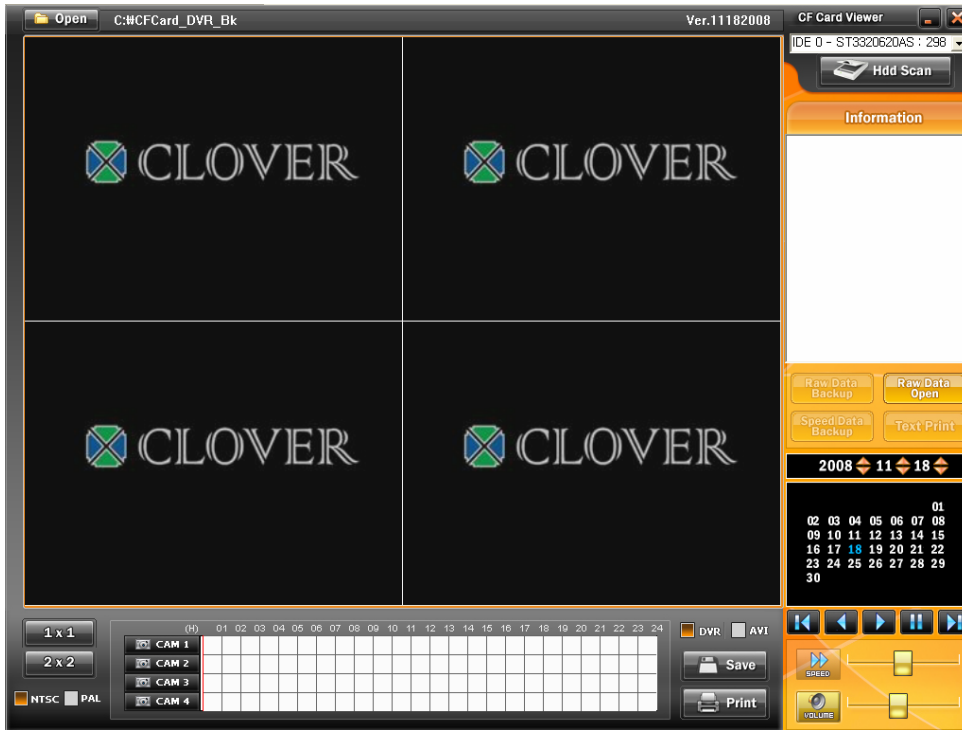 Open C:₩CFCard_DVR_Bk Ver.11182008 CF Card Viewer
IDE 0 - ST3320620AS : 298
Hdd Scan
Information
CLOVER CLOVER
CLOVER CLOVER
Raw Data Backup
Raw Data Open
Speed Data Backup
Text Print
2008 11 18
01
02 03 04 05 06 07 08
09 10 11 12 13 14 15
16 17 18 19 20 21 22
23 24 25 26 27 28 29
30
1 x 1
2 x 2
NTSC PAL
(H) 01 02 03 04 05 06 07 08 09 10 11 12 13 14 15 16 17 18 19 20 21 22 23 24
CAM 1
CAM 2
CAM 3
CAM 4
DVR AVI
Save
Print
SPEED
VOLUME